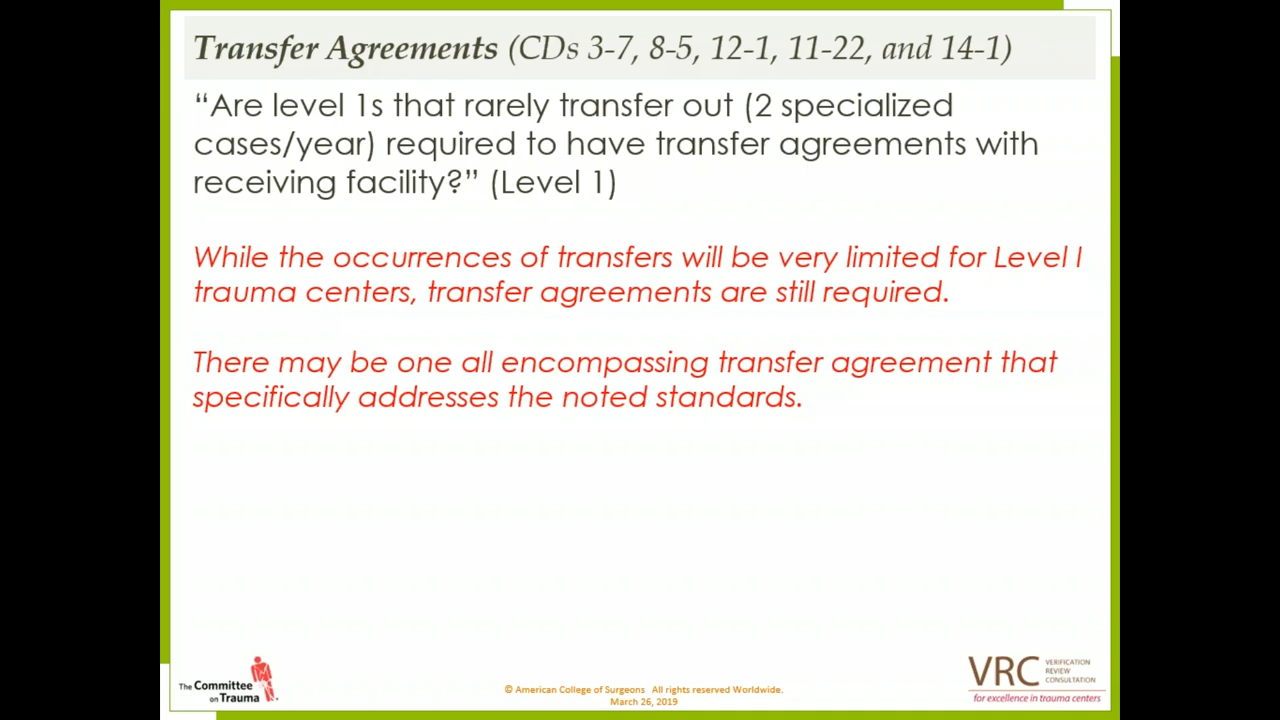 Transfer Agreements (CDs 3-7, 8-5, 12-1, 11-22, and 14-1)
“Are level 1s that rarely transfer out (2 specialized
cases/year) required to have transfer agreements with
receiving facility?” (Level 1)
While the occurrences of transfers will be very limited for Level I
trauma centers, transfer agreements are still required.
There may be one all encompassing transfer agreement that
specifically addresses the noted standards.
The Committee
on Trauma
© American College of Surgeons  All rights reserved Worldwide.
March 26, 2019
VRC
VERIFICATION
REVIEW
CONSULTATION
for excellence in trauma centers